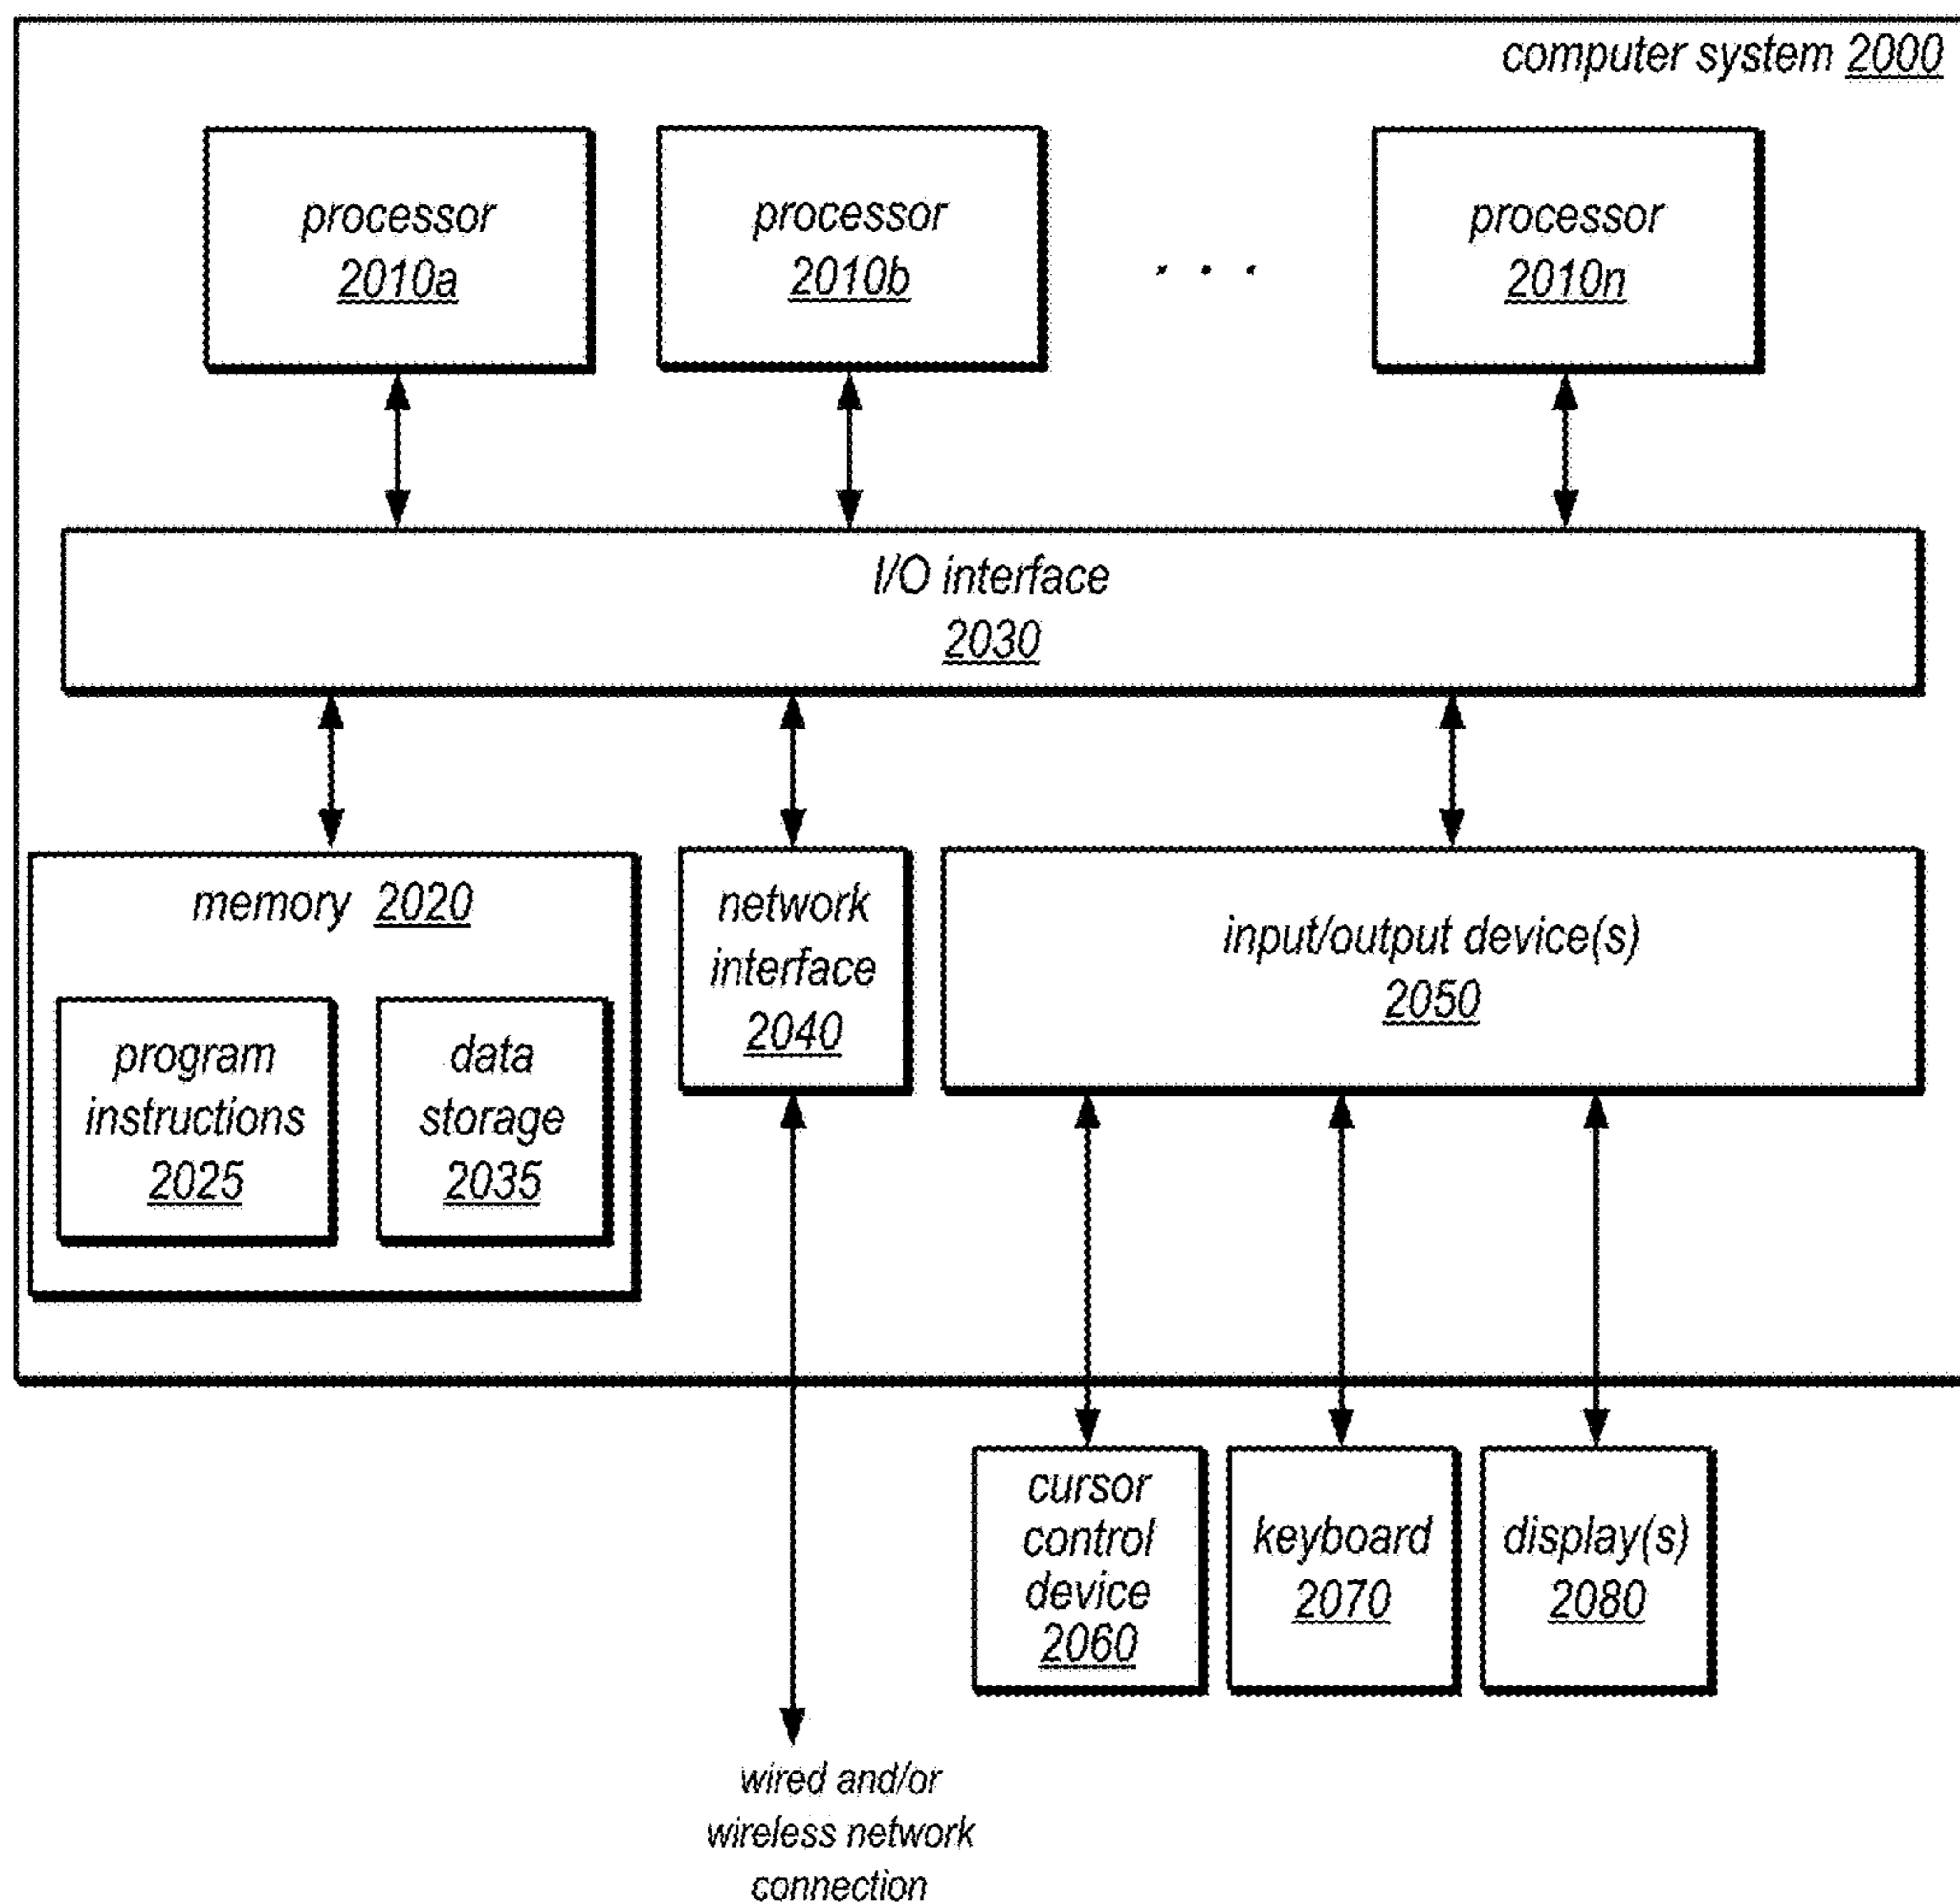 computer system 2000
processor
2010a
processor
2010b
. . .
processor
2010n
I/O interface
2030
memory 2020
program
instructions
2025
data
storage
2035
network
interface
2040
input/output device(s)
2050
cursor
control
device
2060
keyboard
2070
display(s)
2080
wired and/or
wireless network
connection